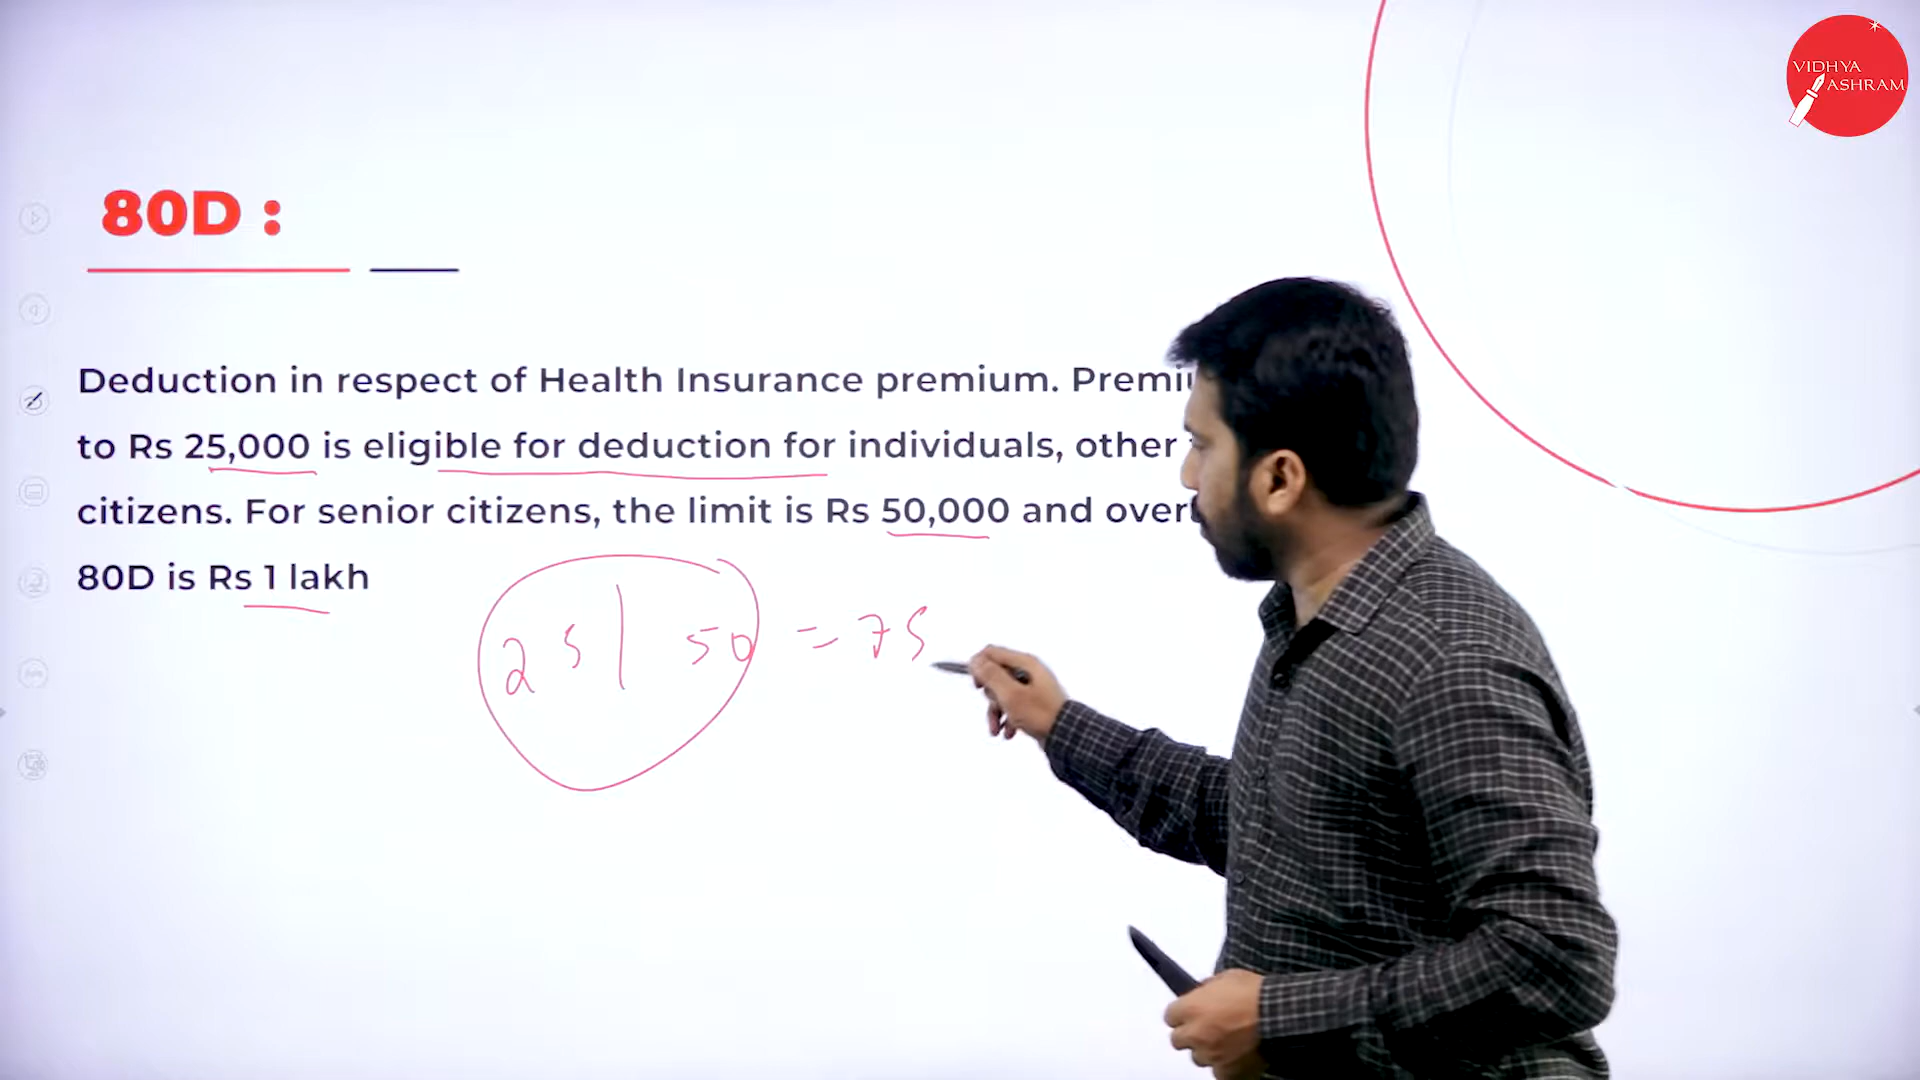 VIDHYA
ASHRAM
80D :
Deduction in respect of Health Insurance premium.
to Rs 25,000 is eligible for deduction for individuals, other
citizens. For senior citizens, the limit is Rs 50,000 and
80D is Rs 1 lakh
25 | 50 = 75